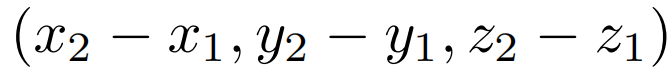 (x₂ − x₁, y₂ − y₁, z₂ − z₁)